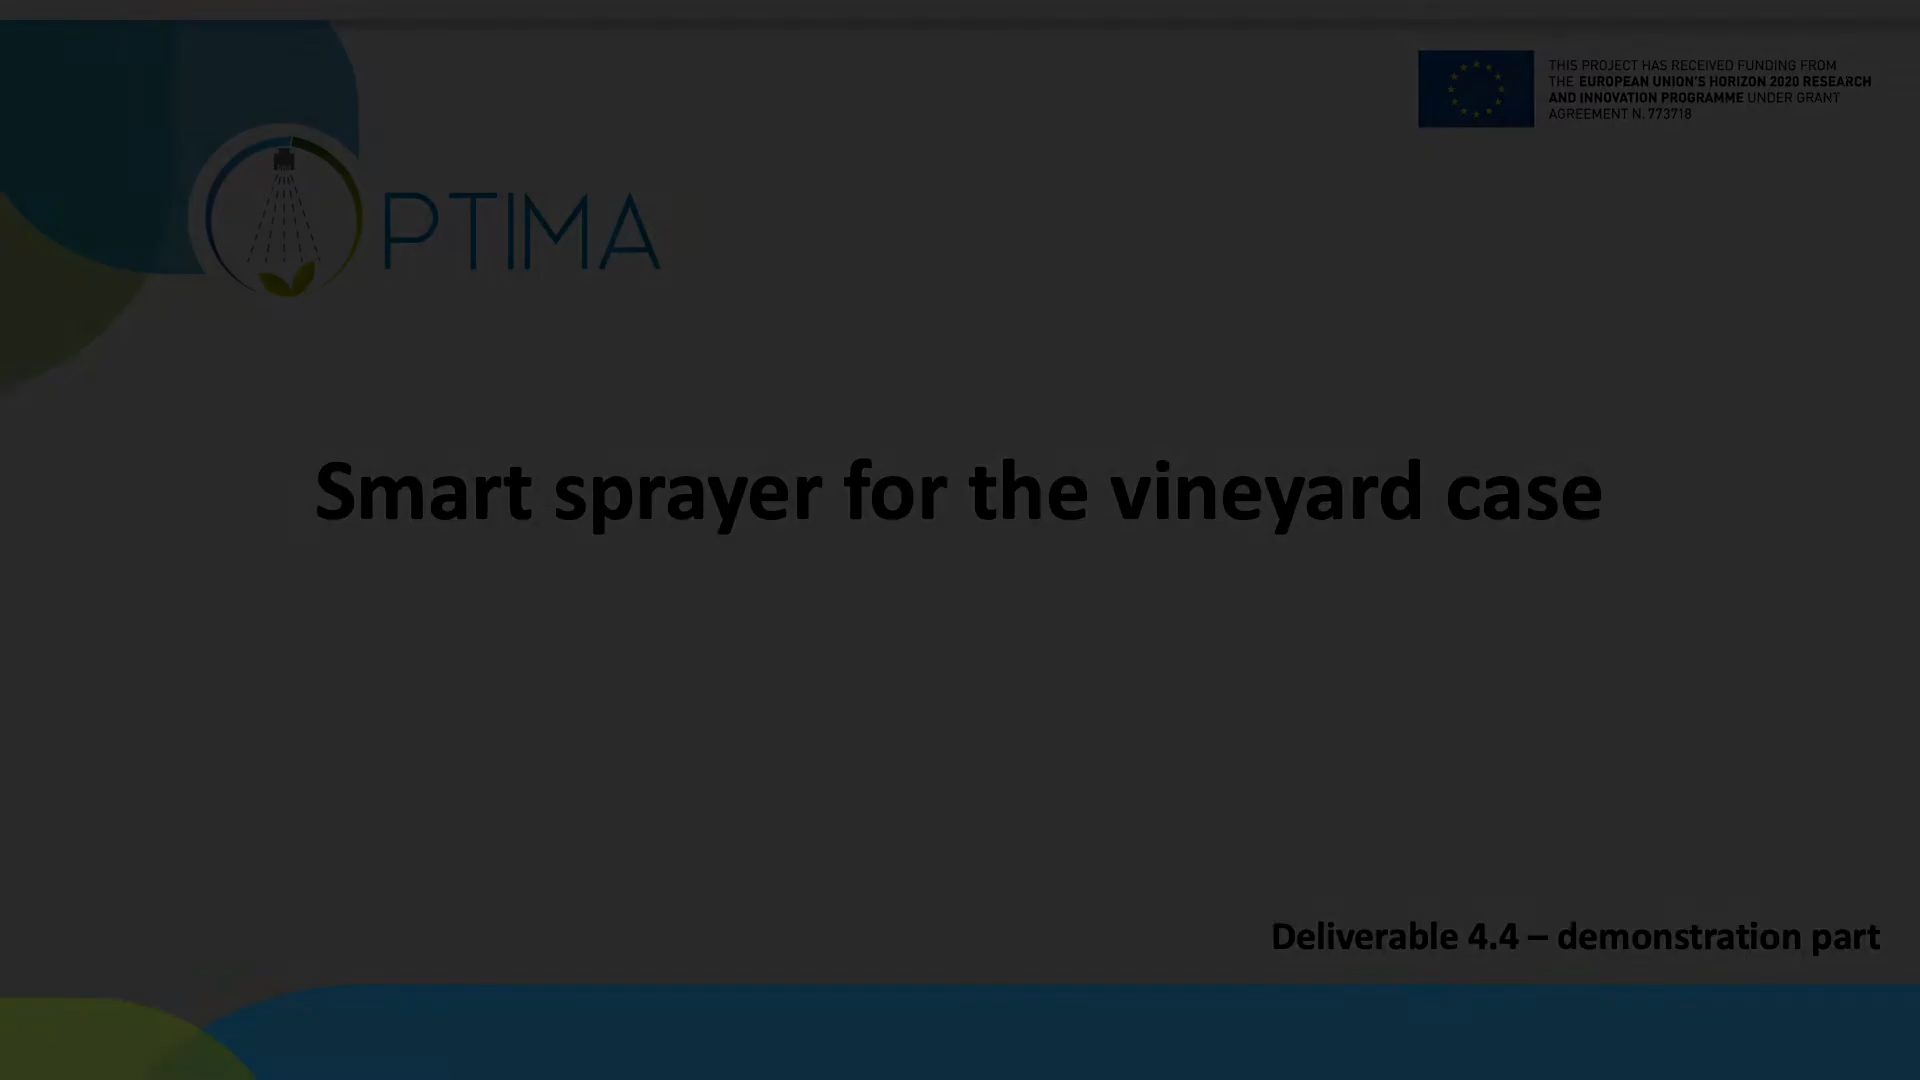 THIS PROJECT HAS RECEIVED FUNDING FROM
THE EUROPEAN UNION'S HORIZON 2020 RESEARCH
AND INNOVATION PROGRAMME UNDER GRANT
AGREEMENT N. 773718
OPTIMA
Smart sprayer for the vineyard case
Deliverable 4.4 – demonstration part